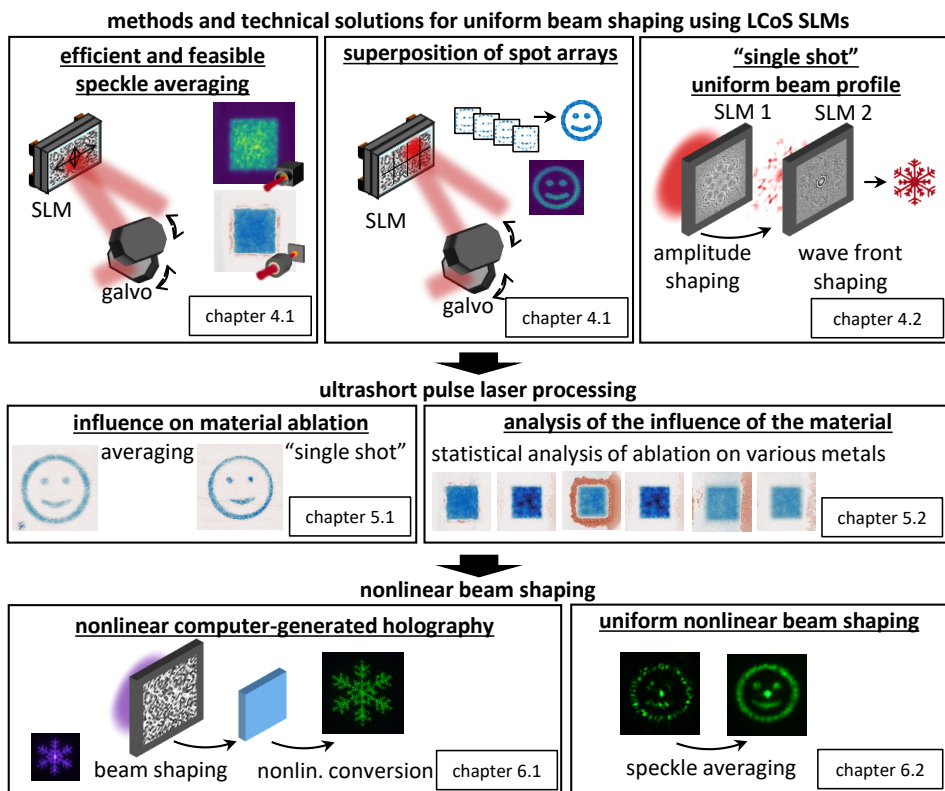 methods and technical solutions for uniform beam shaping using LCoS SLMs
efficient and feasible
speckle averaging
SLM
galvo
chapter 4.1
superposition of spot arrays
SLM
galvo
chapter 4.1
“single shot”
uniform beam profile
SLM 1
SLM 2
amplitude
shaping
wave front
shaping
chapter 4.2
ultrashort pulse laser processing
influence on material ablation
averaging
“single shot”
chapter 5.1
analysis of the influence of the material
statistical analysis of ablation on various metals
chapter 5.2
nonlinear beam shaping
nonlinear computer-generated holography
beam shaping
nonlin. conversion
chapter 6.1
uniform nonlinear beam shaping
speckle averaging
chapter 6.2